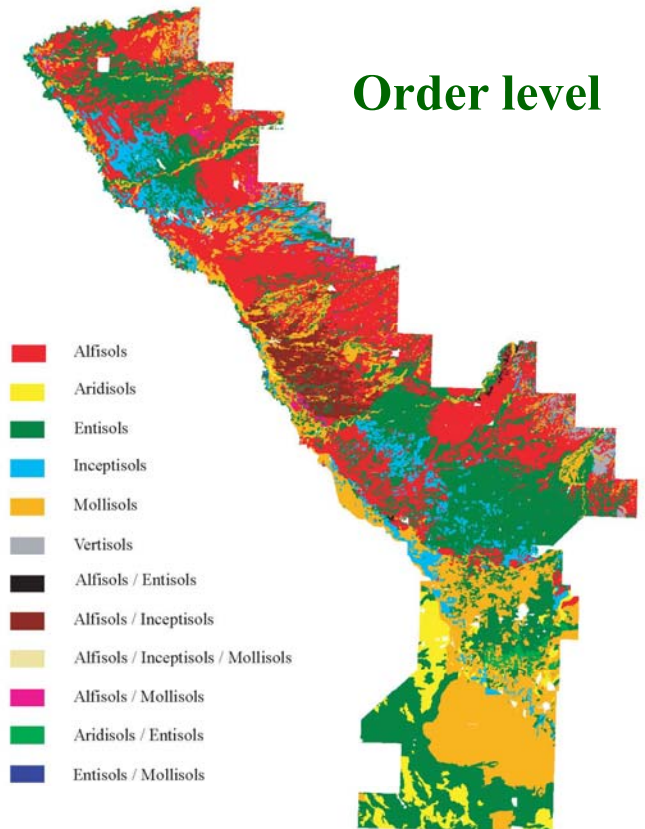 Order level
Alfisols
Aridisols
Entisols
Inceptisols
Mollisols
Vertisols
Alfisols / Entisols
Alfisols / Inceptisols
Alfisols / Inceptisols / Mollisols
Alfisols / Mollisols
Aridisols / Entisols
Entisols / Mollisols